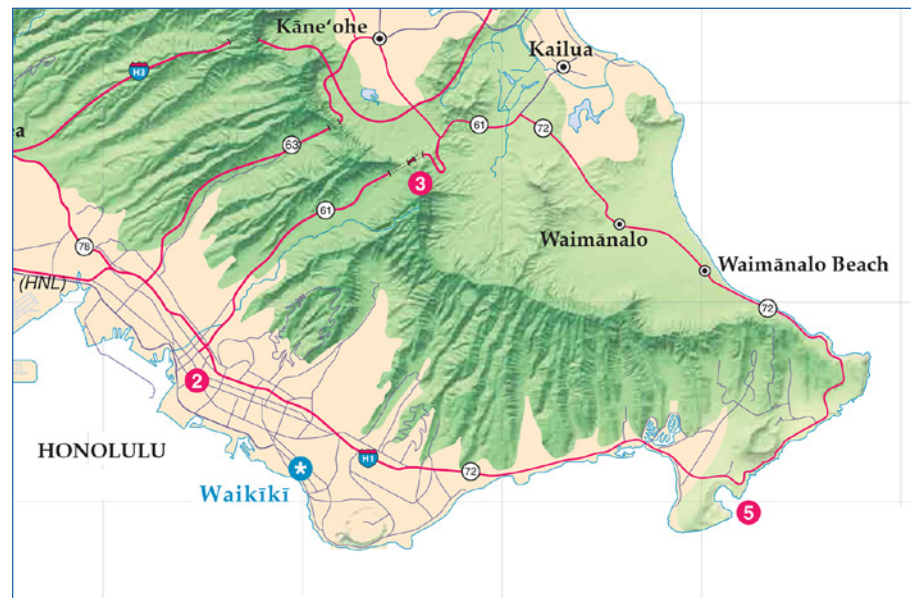 Kāneʻohe
Kailua
H3
61
72
63
a
3
61
Waimānalo
78
Waimānalo Beach
(HNL)
72
2
HONOLULU
H1
72
*
Waikīkī
5